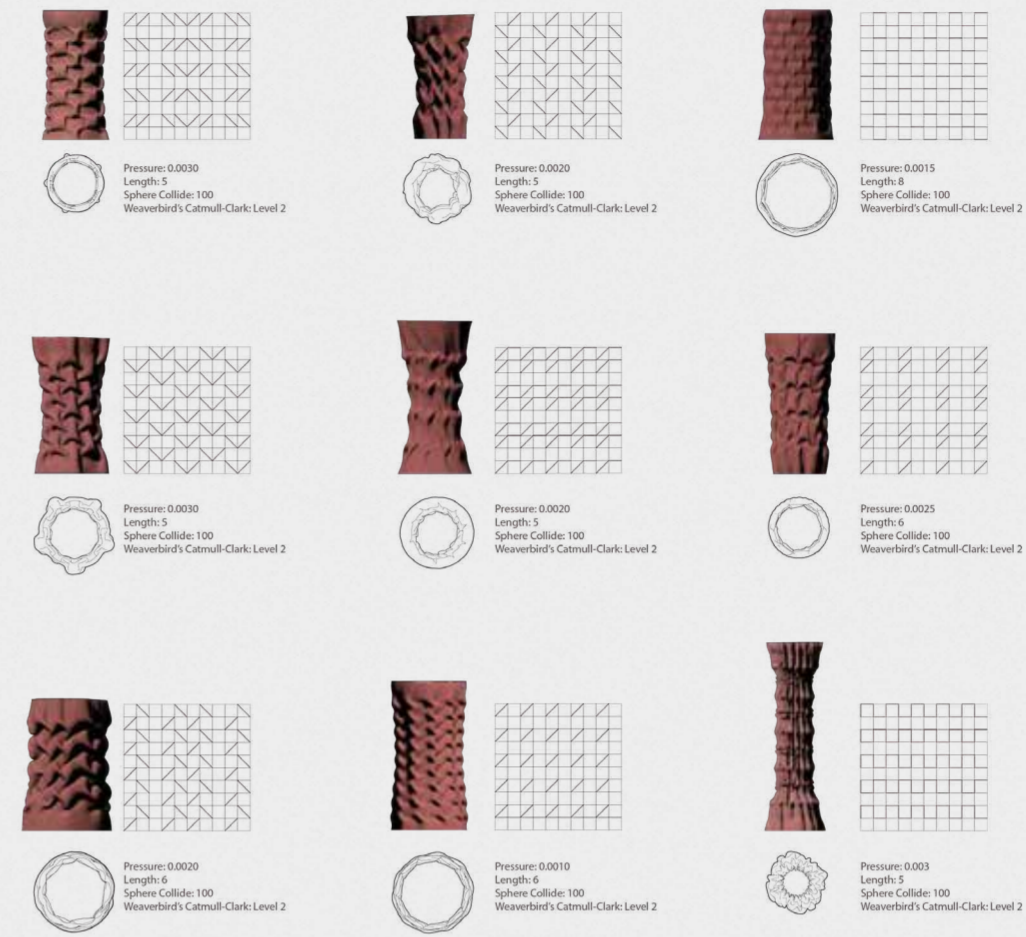 Pressure: 0.0030
Length: 5
Sphere Collide: 100
Weaverbird's Catmull-Clark: Level 2
Pressure: 0.0020
Length: 5
Sphere Collide: 100
Weaverbird's Catmull-Clark: Level 2
Pressure: 0.0015
Length: 8
Sphere Collide: 100
Weaverbird's Catmull-Clark: Level 2
Pressure: 0.0030
Length: 5
Sphere Collide: 100
Weaverbird's Catmull-Clark: Level 2
Pressure: 0.0020
Length: 5
Sphere Collide: 100
Weaverbird's Catmull-Clark: Level 2
Pressure: 0.0025
Length: 6
Sphere Collide: 100
Weaverbird's Catmull-Clark: Level 2
Pressure: 0.0020
Length: 6
Sphere Collide: 100
Weaverbird's Catmull-Clark: Level 2
Pressure: 0.0010
Length: 6
Sphere Collide: 100
Weaverbird's Catmull-Clark: Level 2
Pressure: 0.003
Length: 5
Sphere Collide: 100
Weaverbird's Catmull-Clark: Level 2